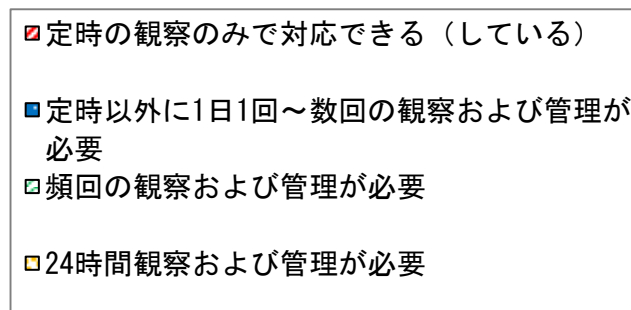 定時の観察のみで対応できる（している）
定時以外に1日1回～数回の観察および管理が
必要
頻回の観察および管理が必要
24時間観察および管理が必要